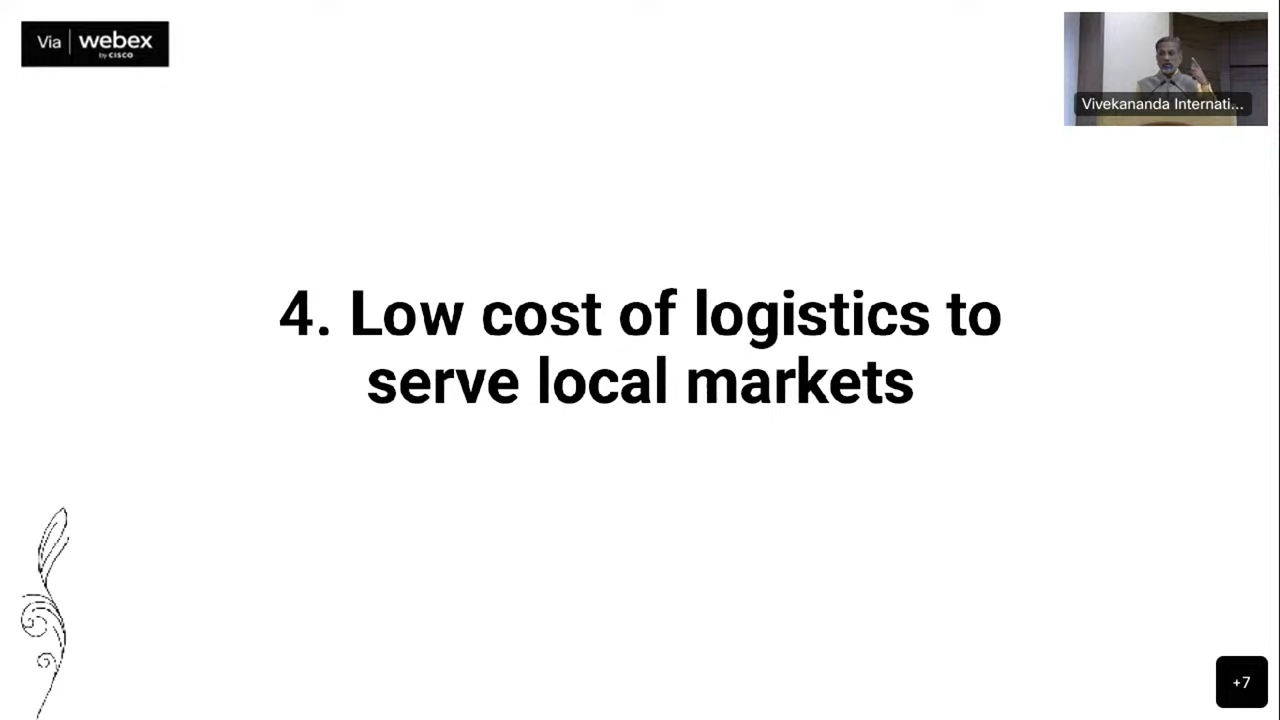 Via webex
by CISCO
Vivekananda Internati...
4. Low cost of logistics to
serve local markets
+7